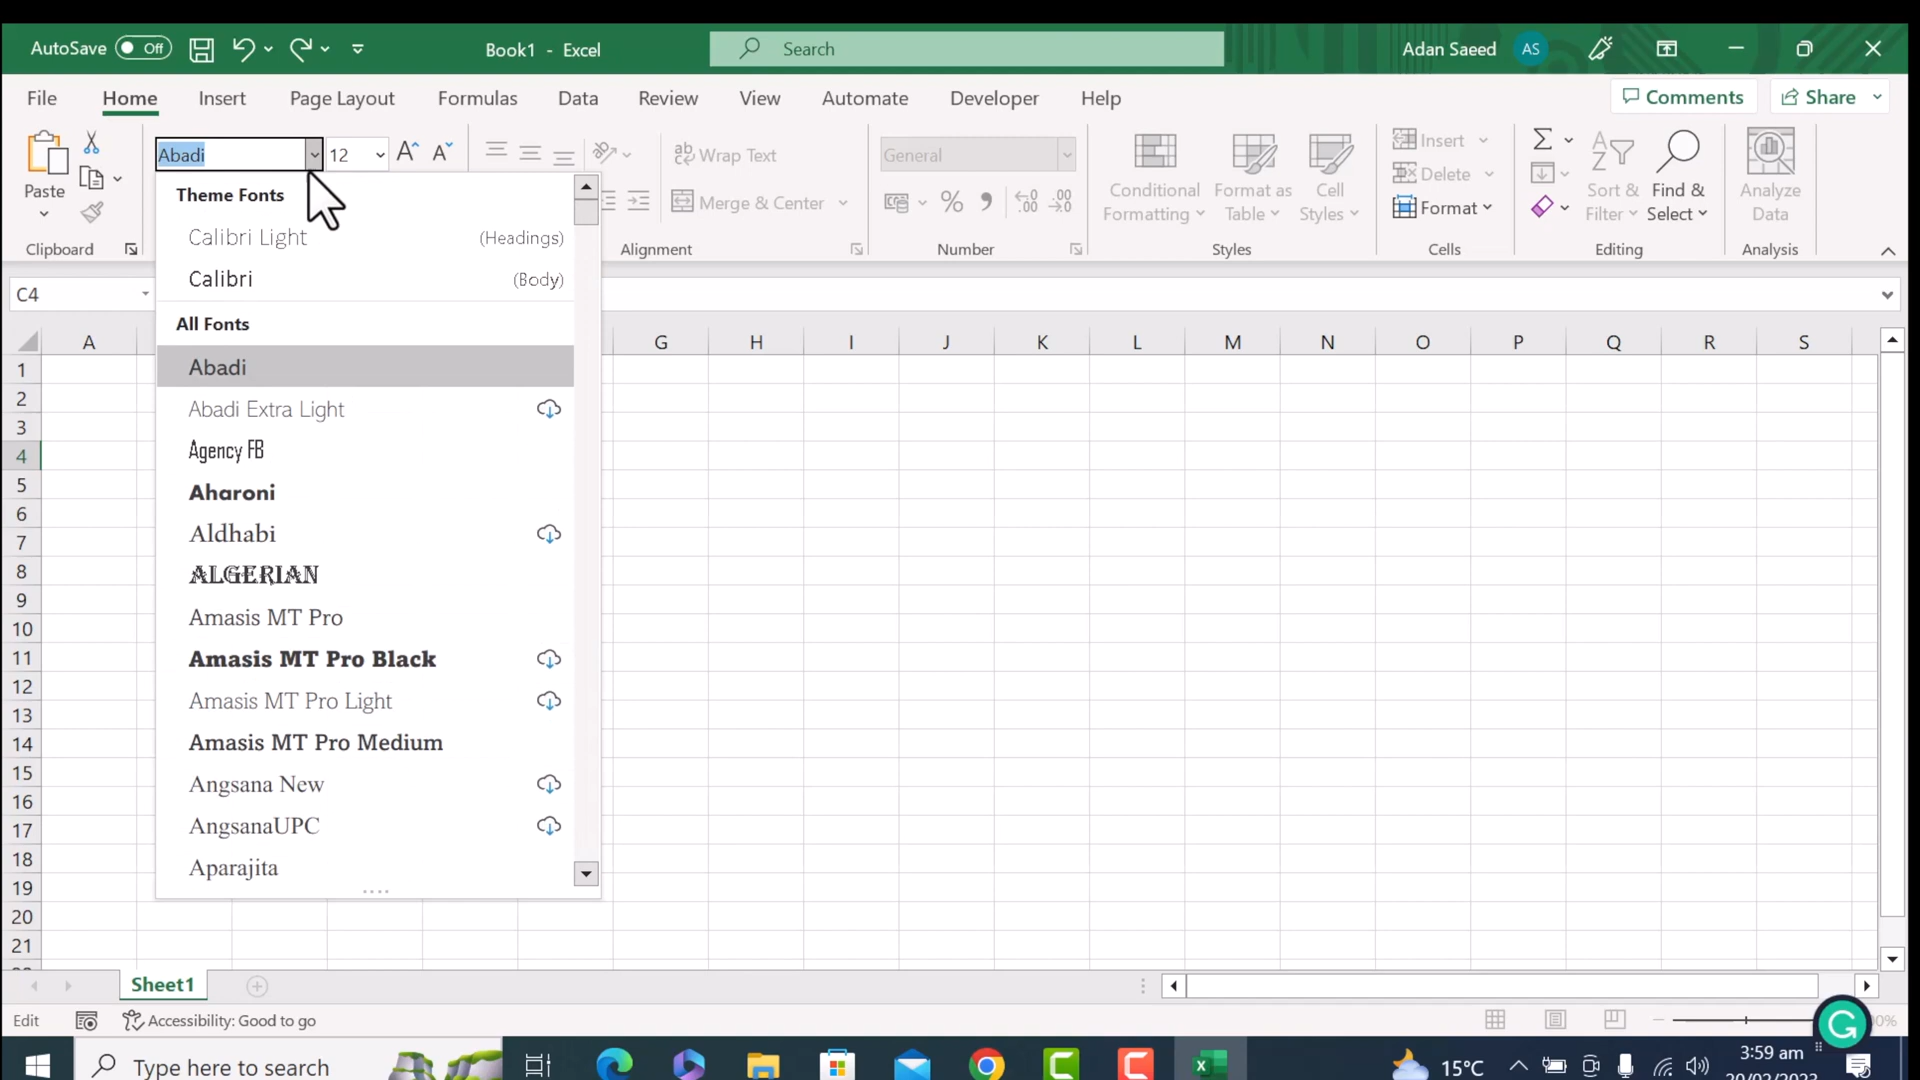 AutoSave Off Book1 - Excel Search Adan Saeed AS
File Home Insert Page Layout Formulas Data Review View Automate Developer Help Comments Share
Abadi 12 Wrap Text General Insert
Paste Merge & Center Conditional Formatting Format as Table Cell Styles Delete Sort & Filter Find & Select Analyze Data
Format
Clipboard Alignment Number Styles Cells Editing Analysis
Theme Fonts
Calibri Light (Headings)
Calibri (Body)
All Fonts
Abadi
Abadi Extra Light
Agency FB
Aharoni
Aldhabi
ALGERIAN
Amasis MT Pro
Amasis MT Pro Black
Amasis MT Pro Light
Amasis MT Pro Medium
Angsana New
AngsanaUPC
Aparajita
C4
A G H I J K L M N O P Q R S
1
2
3
4
5
6
7
8
9
10
11
12
13
14
15
16
17
18
19
20
21
Sheet1
Edit Accessibility: Good to go
Type here to search 15°C 3:59 am